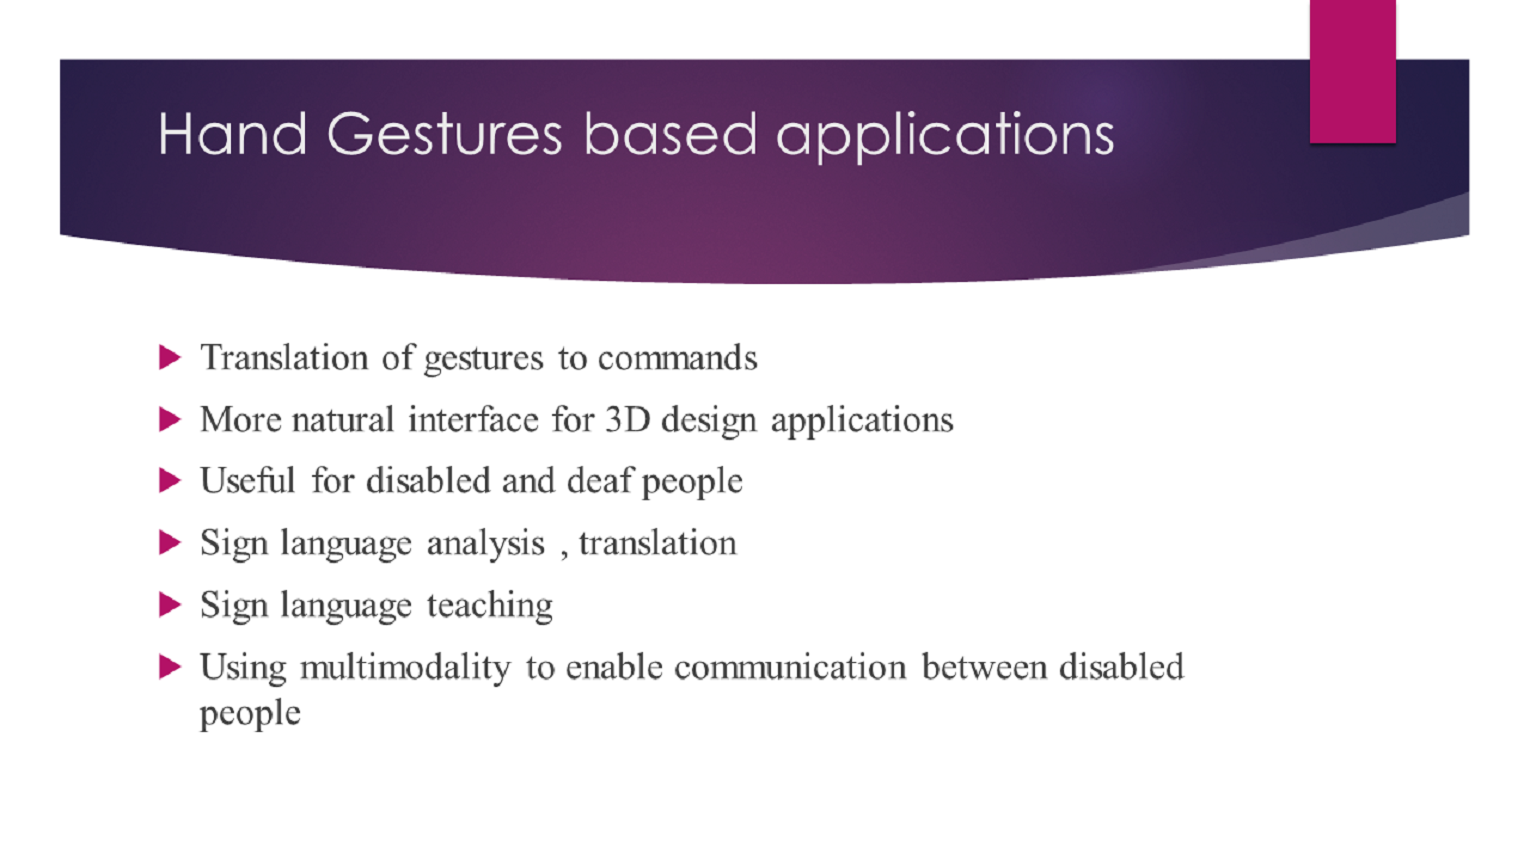 Hand Gestures based applications
Translation of gestures to commands
More natural interface for 3D design applications
Useful for disabled and deaf people
Sign language analysis , translation
Sign language teaching
Using multimodality to enable communication between disabled
people